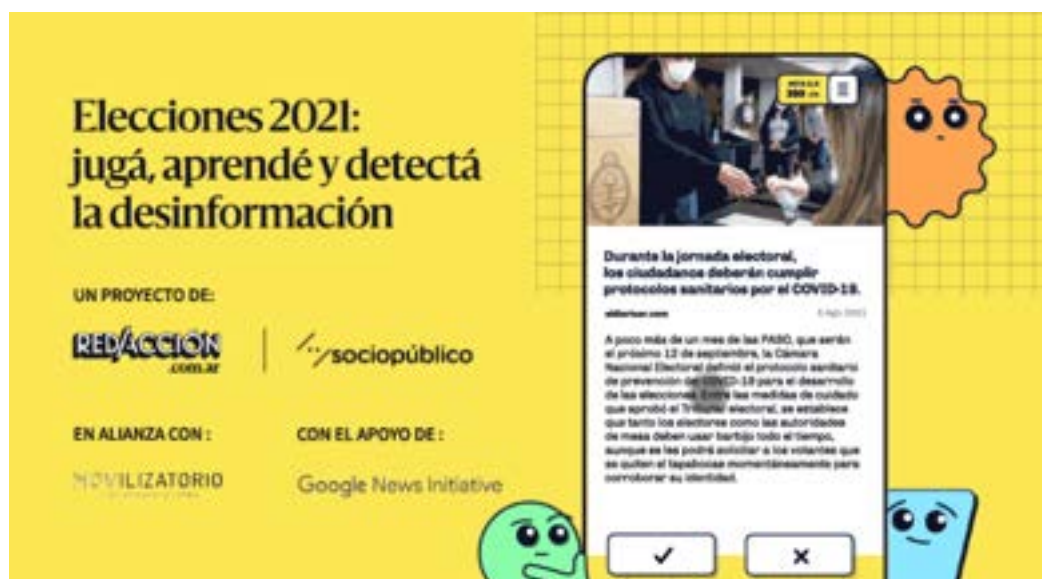 Elecciones 2021:
jugá, aprendé y detectá
la desinformación
UN PROYECTO DE:
RED/ACCIÓN
.com.ar
sociopúblico
EN ALIANZA CON :
CON EL APOYO DE :
MOVILIZATORIO
Google News Initiative
Durante la jornada electoral,
los ciudadanos deberán cumplir
protocolos sanitarios por el COVID-19.
A poco más de un mes de las PASO, que serán
el próximo 12 de septiembre, la Cámara
Nacional Electoral definió el protocolo sanitario
de prevención del COVID-19 para el desarrollo
de las elecciones. Entre las medidas de cuidado
que aprobó el Tribunal electoral, se establece
que tanto los electores como las autoridades
de mesa deben usar barbijo todo el tiempo,
aunque se les podrá solicitar a los votantes que
se quiten el tapabocas momentáneamente para
corroborar su identidad.